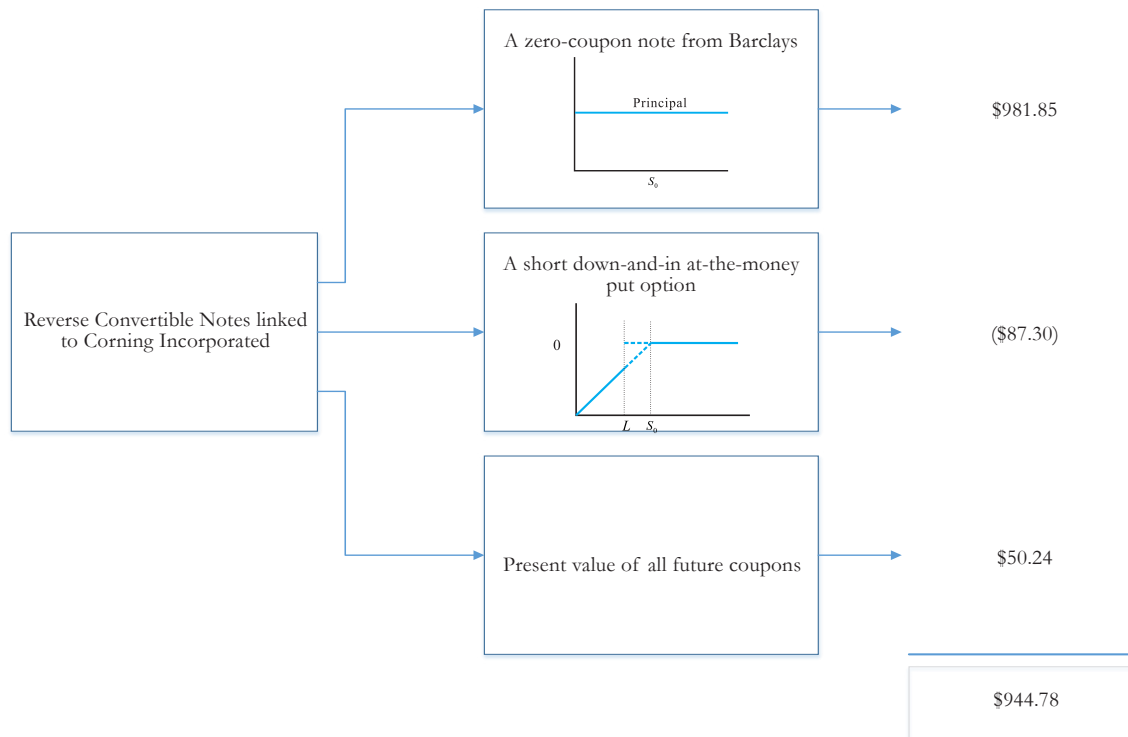 A zero-coupon note from Barclays
Principal
S₀
$981.85
Reverse Convertible Notes linked
to Corning Incorporated
A short down-and-in at-the-money
put option
0
L S₀
($87.30)
Present value of all future coupons
$50.24
$944.78